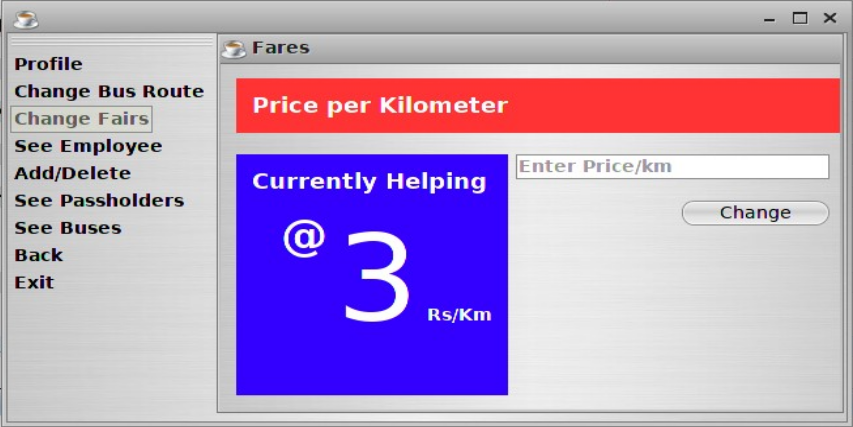 Profile
Change Bus Route
Change Fairs
See Employee
Add/Delete
See Passholders
See Buses
Back
Exit
Fares
Price per Kilometer
Currently Helping
@ 3 Rs/Km
Enter Price/km
Change